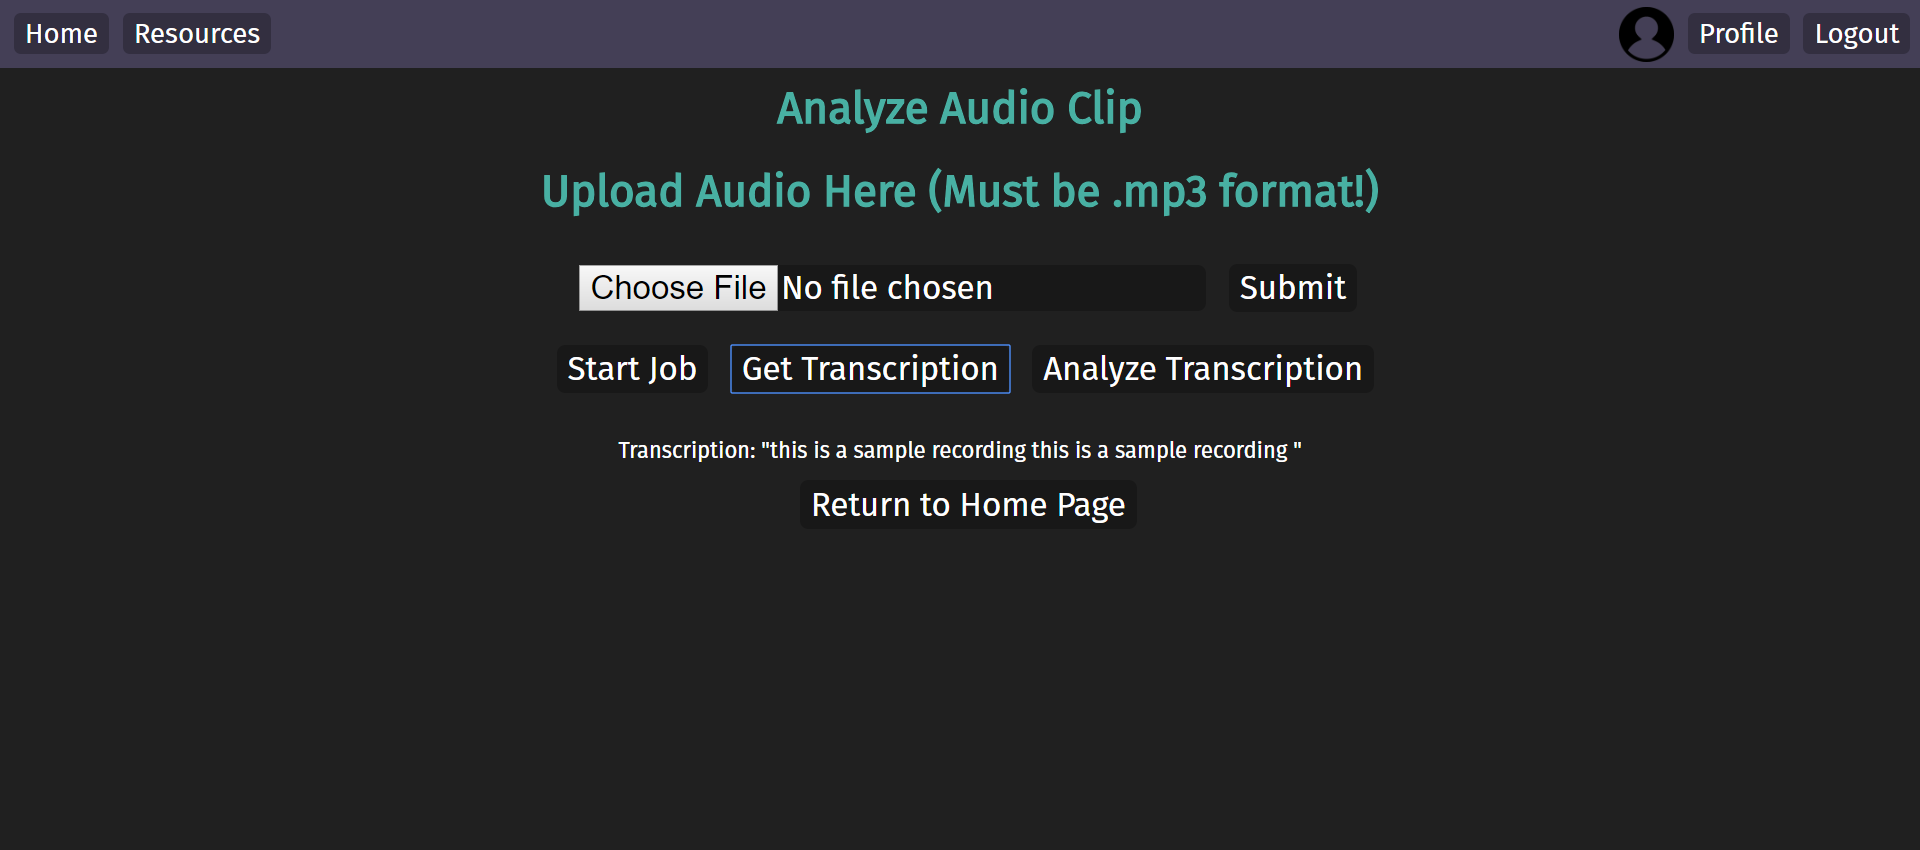 Home Resources Profile Logout
Analyze Audio Clip
Upload Audio Here (Must be .mp3 format!)
Choose File No file chosen Submit
Start Job Get Transcription Analyze Transcription
Transcription: "this is a sample recording this is a sample recording "
Return to Home Page